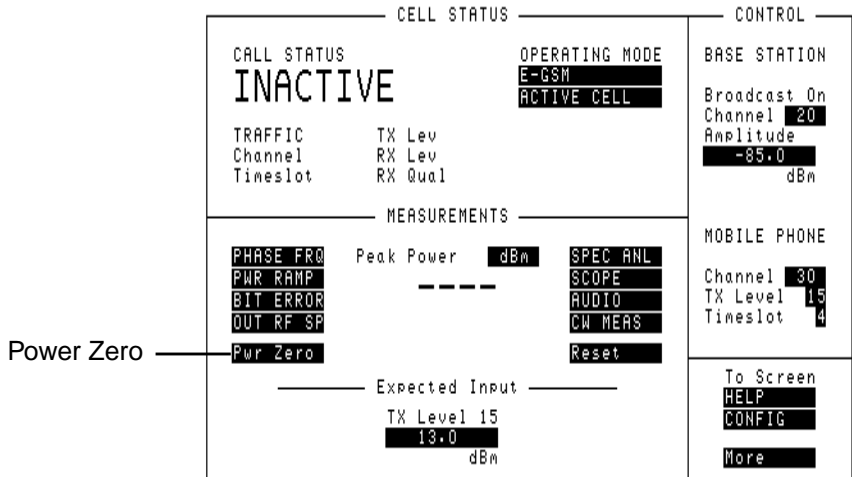 CELL STATUS
CALL STATUS
INACTIVE
OPERATING MODE
E-GSM
ACTIVE CELL
TRAFFIC TX Lev
Channel RX Lev
Timeslot RX Qual
MEASUREMENTS
PHASE FRQ
PWR RAMP
BIT ERROR
OUT RF SP
Pwr Zero
Peak Power dBm
----
SPEC ANL
SCOPE
AUDIO
CW MEAS
Reset
Power Zero
Expected Input
TX Level 15
13.0
dBm
CONTROL
BASE STATION
Broadcast On
Channel 20
Amplitude
-85.0
dBm
MOBILE PHONE
Channel 30
TX Level 15
Timeslot 4
To Screen
HELP
CONFIG
More